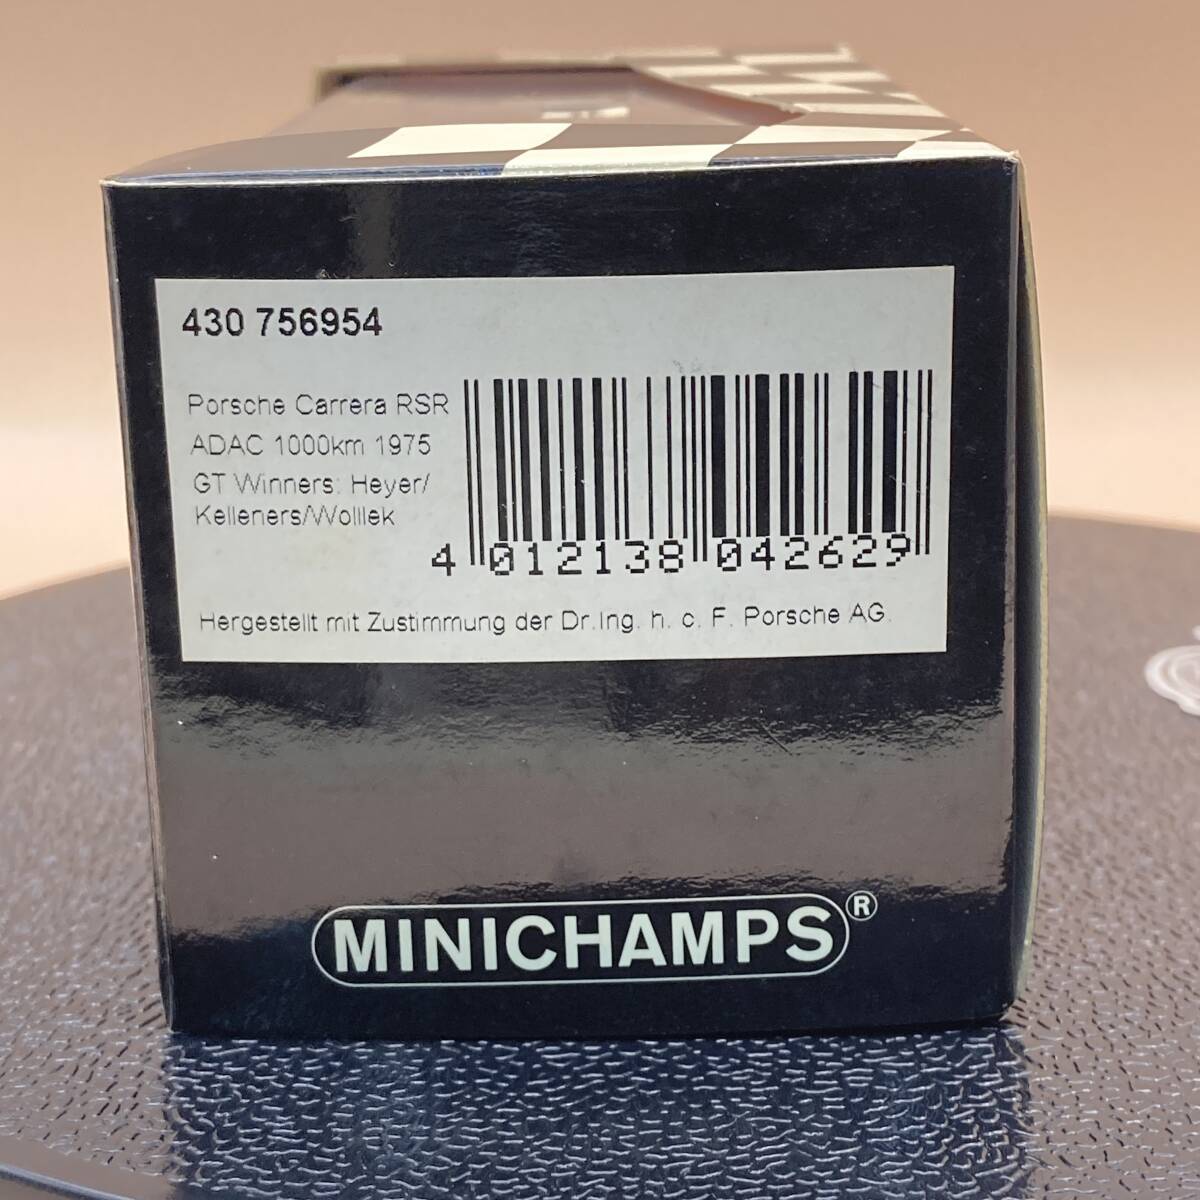 430 756954
Porsche Carrera RSR
ADAC 1000km 1975
GT Winners: Heyer/
Kelleners/Wolllek
4 012138 042629
Hergestellt mit Zustimmung der Dr.Ing. h. c. F. Porsche AG.
MINICHAMPS®